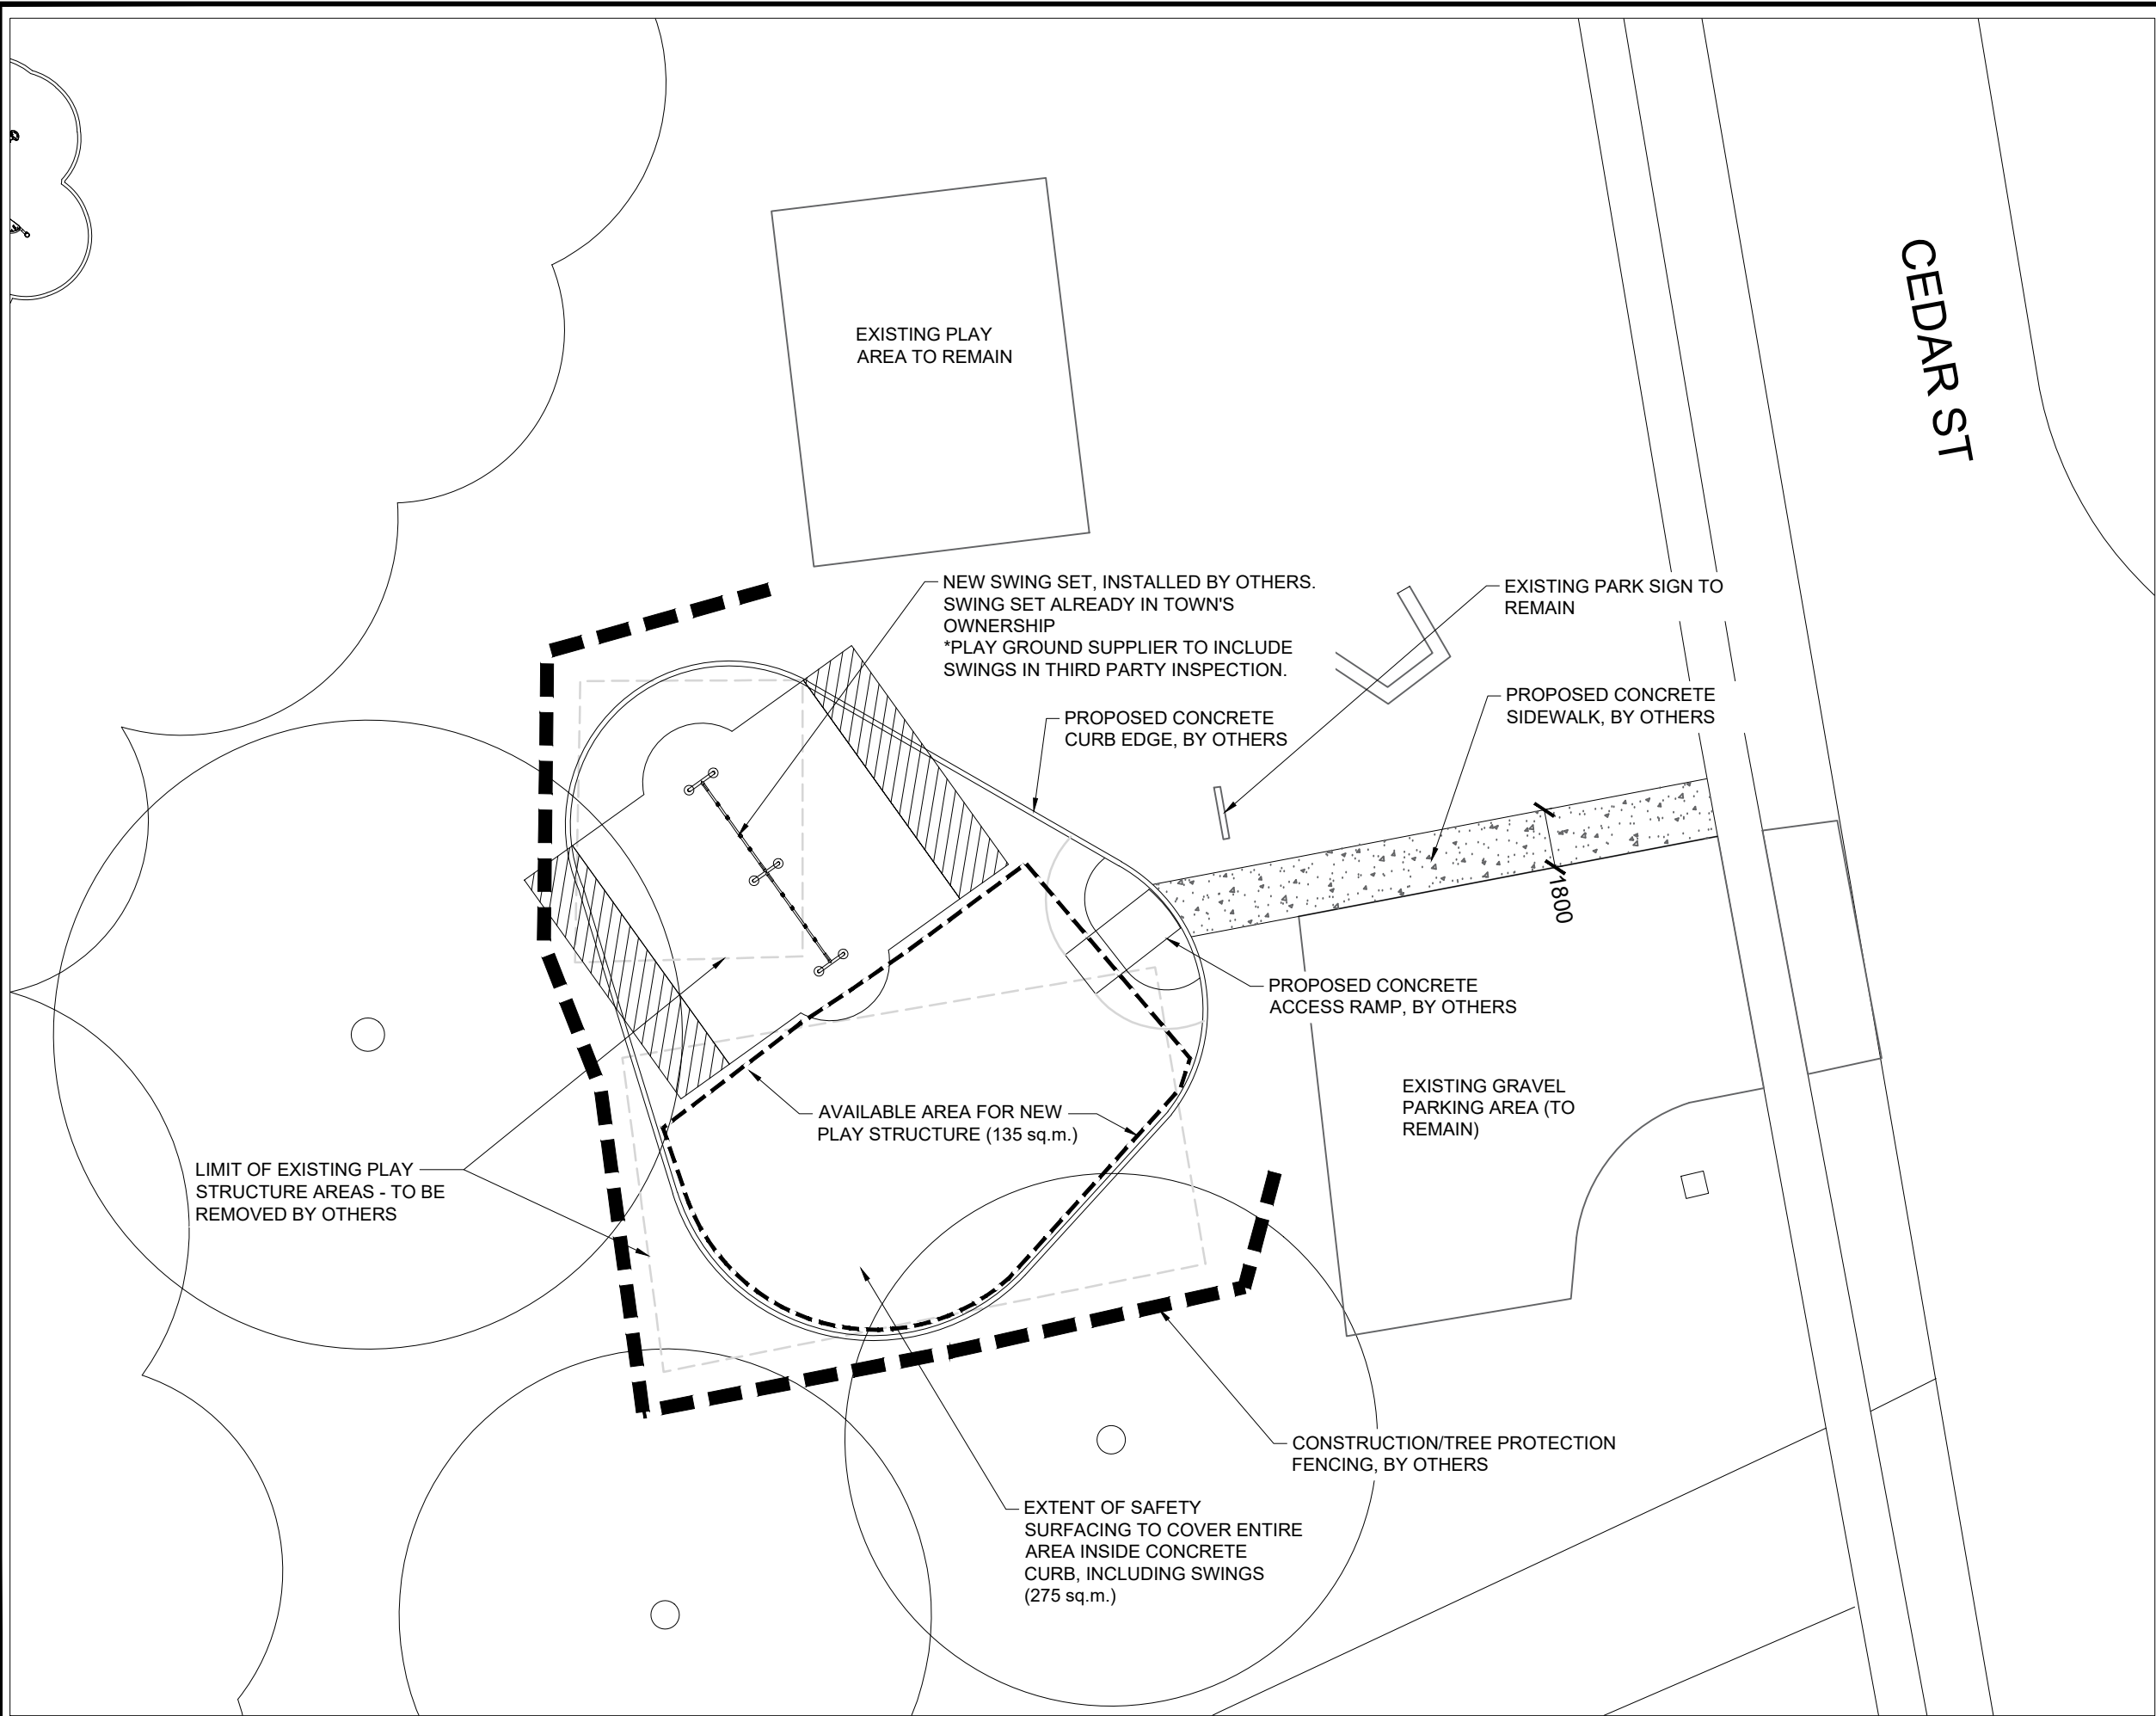 CEDAR ST
EXISTING PLAY
AREA TO REMAIN
NEW SWING SET, INSTALLED BY OTHERS.
SWING SET ALREADY IN TOWN'S
OWNERSHIP
*PLAY GROUND SUPPLIER TO INCLUDE
SWINGS IN THIRD PARTY INSPECTION.
EXISTING PARK SIGN TO
REMAIN
PROPOSED CONCRETE
SIDEWALK, BY OTHERS
PROPOSED CONCRETE
CURB EDGE, BY OTHERS
1800
PROPOSED CONCRETE
ACCESS RAMP, BY OTHERS
EXISTING GRAVEL
PARKING AREA (TO
REMAIN)
AVAILABLE AREA FOR NEW
PLAY STRUCTURE (135 sq.m.)
LIMIT OF EXISTING PLAY
STRUCTURE AREAS - TO BE
REMOVED BY OTHERS
CONSTRUCTION/TREE PROTECTION
FENCING, BY OTHERS
EXTENT OF SAFETY
SURFACING TO COVER ENTIRE
AREA INSIDE CONCRETE
CURB, INCLUDING SWINGS
(275 sq.m.)